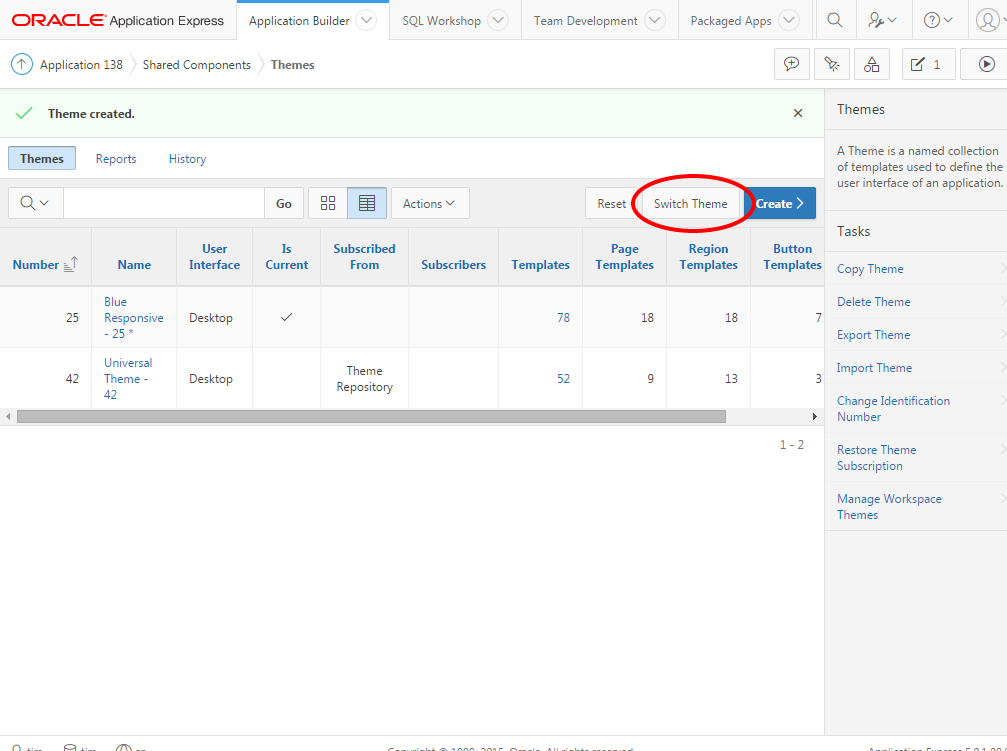 ORACLE Application Express
Application Builder
SQL Workshop
Team Development
Packaged Apps
Application 138
Shared Components
Themes
1
Theme created.
Themes
Reports
History
Go
Actions
Reset
Switch Theme
Create
Number
Name
User Interface
Is Current
Subscribed From
Subscribers
Templates
Page Templates
Region Templates
Button Templates
25
Blue Responsive - 25 *
Desktop
78
18
18
7
42
Universal Theme - 42
Desktop
Theme Repository
52
9
13
3
1 - 2
Themes
A Theme is a named collection
of templates used to define the
user interface of an application.
Tasks
Copy Theme
Delete Theme
Export Theme
Import Theme
Change Identification
Number
Restore Theme
Subscription
Manage Workspace
Themes